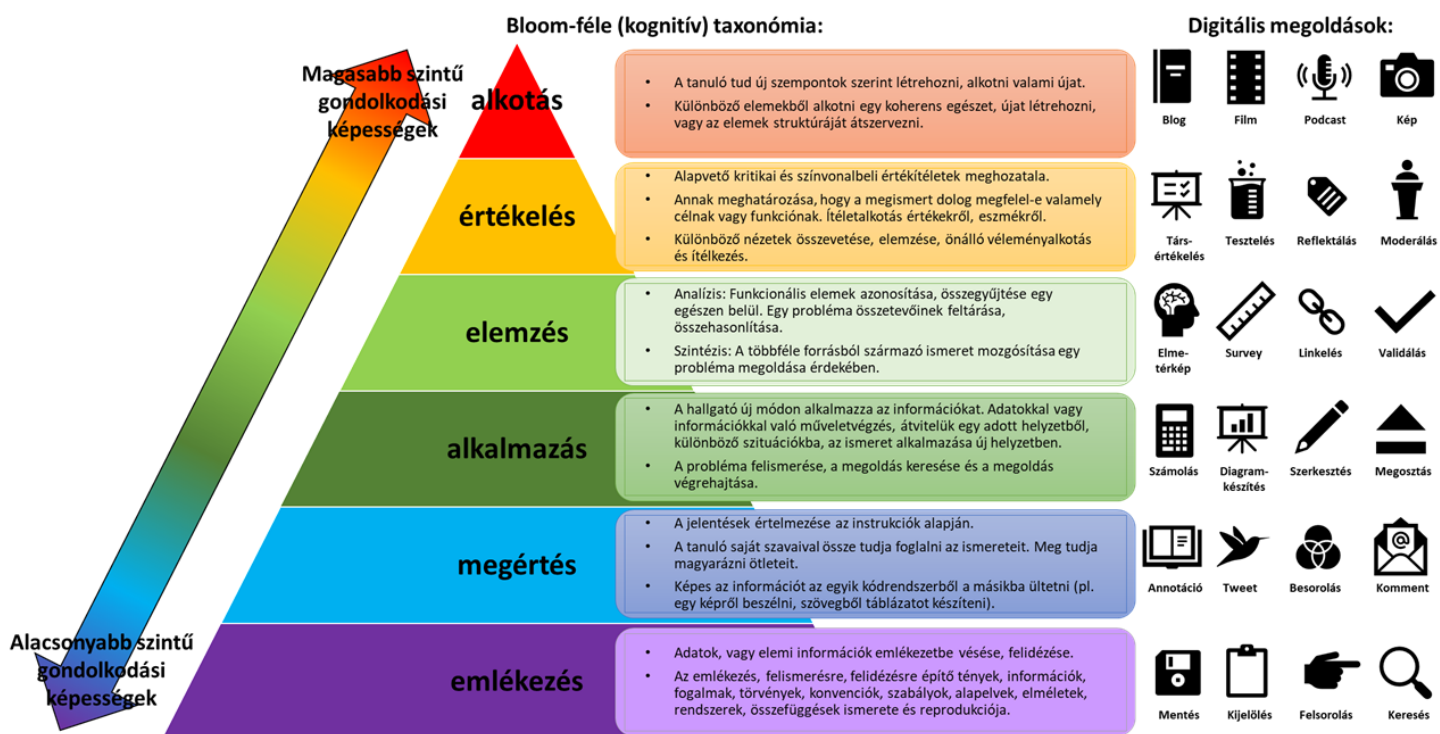 Bloom-féle (kognitív) taxonómia:
Digitális megoldások:
Magasabb szintű
gondolkodási
képességek
alkotás
• A tanuló tud új szempontok szerint létrehozni, alkotni valami újat.
• Különböző elemekből alkotni egy koherens egészet, újat létrehozni,
vagy az elemek struktúráját átszervezni.
Blog
Film
Podcast
Kép
értékelés
• Alapvető kritikai és színvonalbeli értékítéletek meghozatala.
• Annak meghatározása, hogy a megismert dolog megfelel-e valamely
célnak vagy funkciónak. Ítéletalkotás értékekről, eszmékről.
• Különböző nézetek összevetése, elemzése, önálló véleményalkotás
és ítélkezés.
Társ-
értékelés
Tesztelés
Reflektálás
Moderálás
elemzés
• Analízis: Funkcionális elemek azonosítása, összegyűjtése egy
egészen belül. Egy probléma összetevőinek feltárása,
összehasonlítása.
• Szintézis: A többféle forrásból származó ismeret mozgósítása egy
probléma megoldása érdekében.
Elme-
térkép
Survey
Linkelés
Validálás
alkalmazás
• A hallgató új módon alkalmazza az információkat. Adatokkal vagy
információkkal való műveletvégzés, átvitelük egy adott helyzetből,
különböző szituációkba, az ismeret alkalmazása új helyzetben.
• A probléma felismerése, a megoldás keresése és a megoldás
végrehajtása.
Számolás
Diagram-
készítés
Szerkesztés
Megosztás
megértés
• A jelentések értelmezése az instrukciók alapján.
• A tanuló saját szavaival össze tudja foglalni az ismereteit. Meg tudja
magyarázni ötleteit.
• Képes az információt az egyik kódrendszerből a másikba ültetni (pl.
egy képről beszélni, szövegből táblázatot készíteni).
Annotáció
Tweet
Besorolás
@
Komment
Alacsonyabb szintű
gondolkodási
képességek
emlékezés
• Adatok, vagy elemi információk emlékezetbe vésése, felidézése.
• Az emlékezés, felismerésre, felidézésre építő tények, információk,
fogalmak, törvények, konvenciók, szabályok, alapelvek, elméletek,
rendszerek, összefüggések ismerete és reprodukciója.
Mentés
Kijelölés
Felsorolás
Keresés